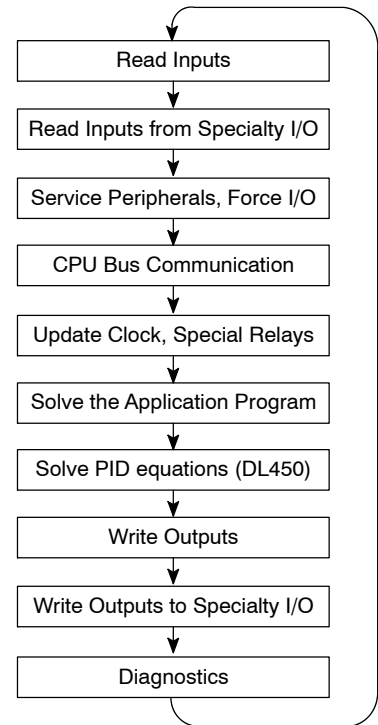 Read Inputs
Read Inputs from Specialty I/O
Service Peripherals, Force I/O
CPU Bus Communication
Update Clock, Special Relays
Solve the Application Program
Solve PID equations (DL450)
Write Outputs
Write Outputs to Specialty I/O
Diagnostics